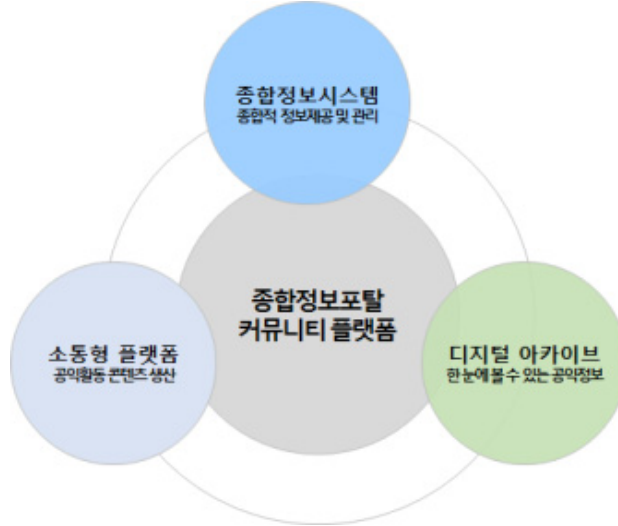 종합정보시스템
종합적 정보제공 및 관리
종합정보포탈
커뮤니티 플랫폼
소통형 플랫폼
공익활동 콘텐츠 생산
디지털 아카이브
한 눈에 볼 수 있는 공익정보